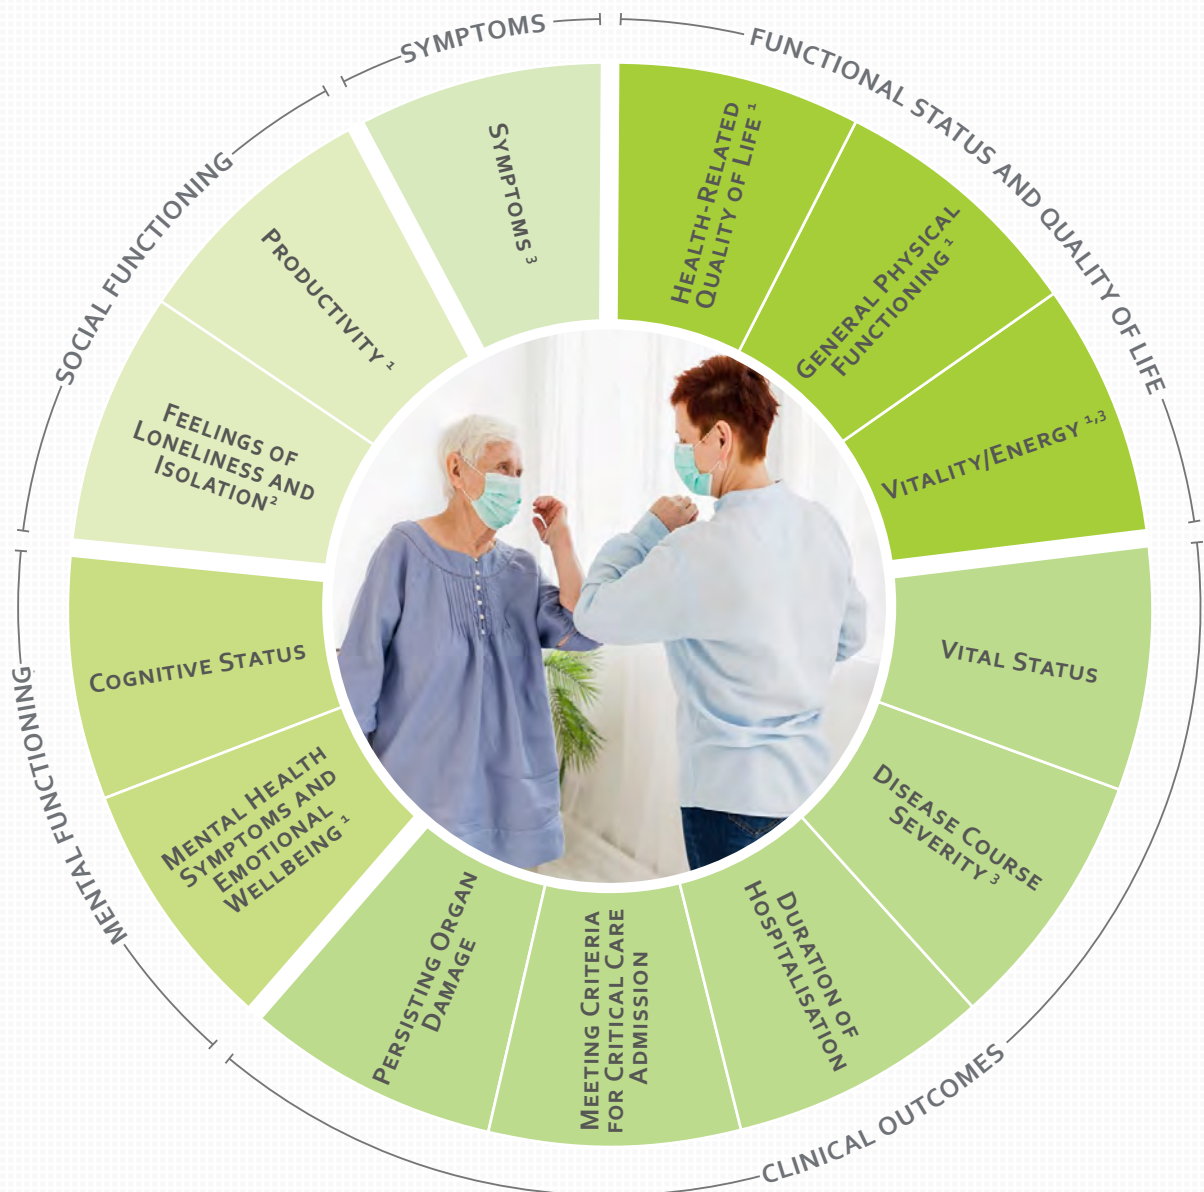 SYMPTOMS
FUNCTIONAL STATUS AND QUALITY OF LIFE
SOCIAL FUNCTIONING
MENTAL FUNCTIONING
CLINICAL OUTCOMES
SYMPTOMS ³
HEALTH-RELATED
QUALITY OF LIFE ¹
GENERAL PHYSICAL
FUNCTIONING ¹
VITALITY/ENERGY ¹,³
VITAL STATUS
DISEASE COURSE
SEVERITY ³
DURATION OF
HOSPITALISATION
MEETING CRITERIA
FOR CRITICAL CARE
ADMISSION
PERSISTING ORGAN
DAMAGE
MENTAL HEALTH
SYMPTOMS AND
EMOTIONAL
WELLBEING ¹
COGNITIVE STATUS
FEELINGS OF
LONELINESS AND
ISOLATION²
PRODUCTIVITY ¹